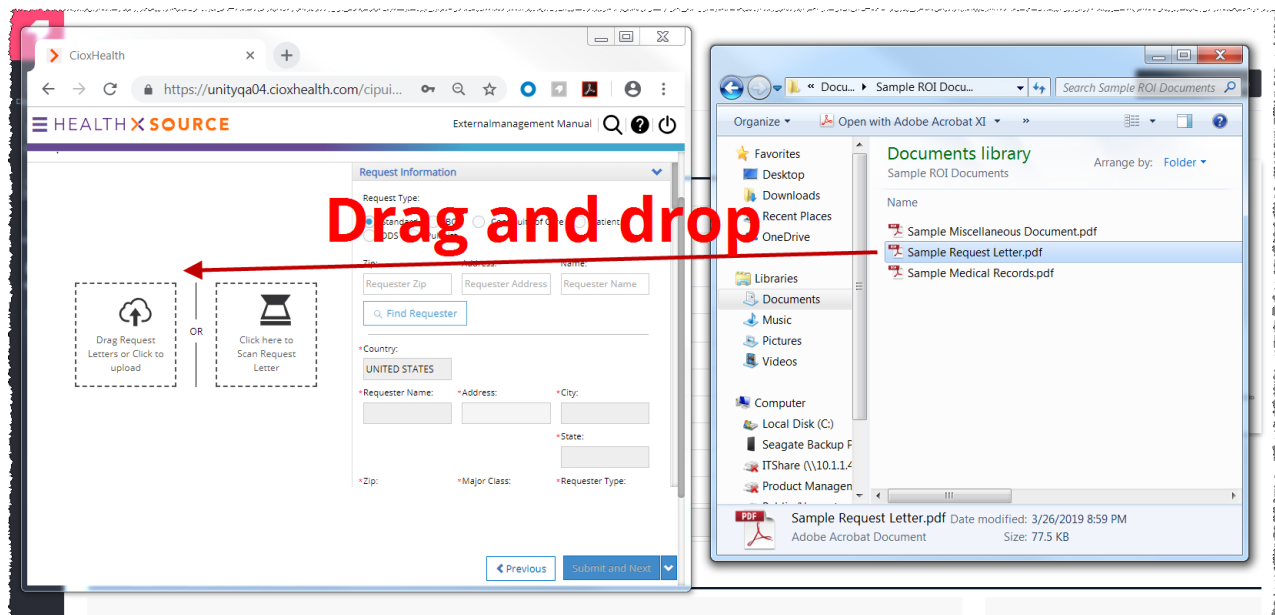 CioxHealth
https://unityqa04.cioxhealth.com/cipui...
HEALTH SOURCE
Externalmanagement Manual
Request Information
Request Type:
Drag and drop
Zip:
Address:
Name:
Requester Zip
Requester Address
Requester Name
Find Requester
Drag Request
Letters or Click to
upload
OR
Click here to
Scan Request
Letter
*Country:
UNITED STATES
*Requester Name:
*Address:
*City:
*State:
*Zip:
*Major Class:
*Requester Type:
Previous
Submit and Next
« Docu... Sample ROI Docu...
Search Sample ROI Documents
Organize
Open with Adobe Acrobat XI
»
Favorites
Desktop
Downloads
Recent Places
OneDrive
Libraries
Documents
Music
Pictures
Videos
Computer
Local Disk (C:)
Seagate Backup P
ITShare (\\10.1.1.4
Product Managen
Documents library
Sample ROI Documents
Arrange by: Folder
Name
Sample Miscellaneous Document.pdf
Sample Request Letter.pdf
Sample Medical Records.pdf
PDF
Sample Request Letter.pdf Date modified: 3/26/2019 8:59 PM
Adobe Acrobat Document Size: 77.5 KB